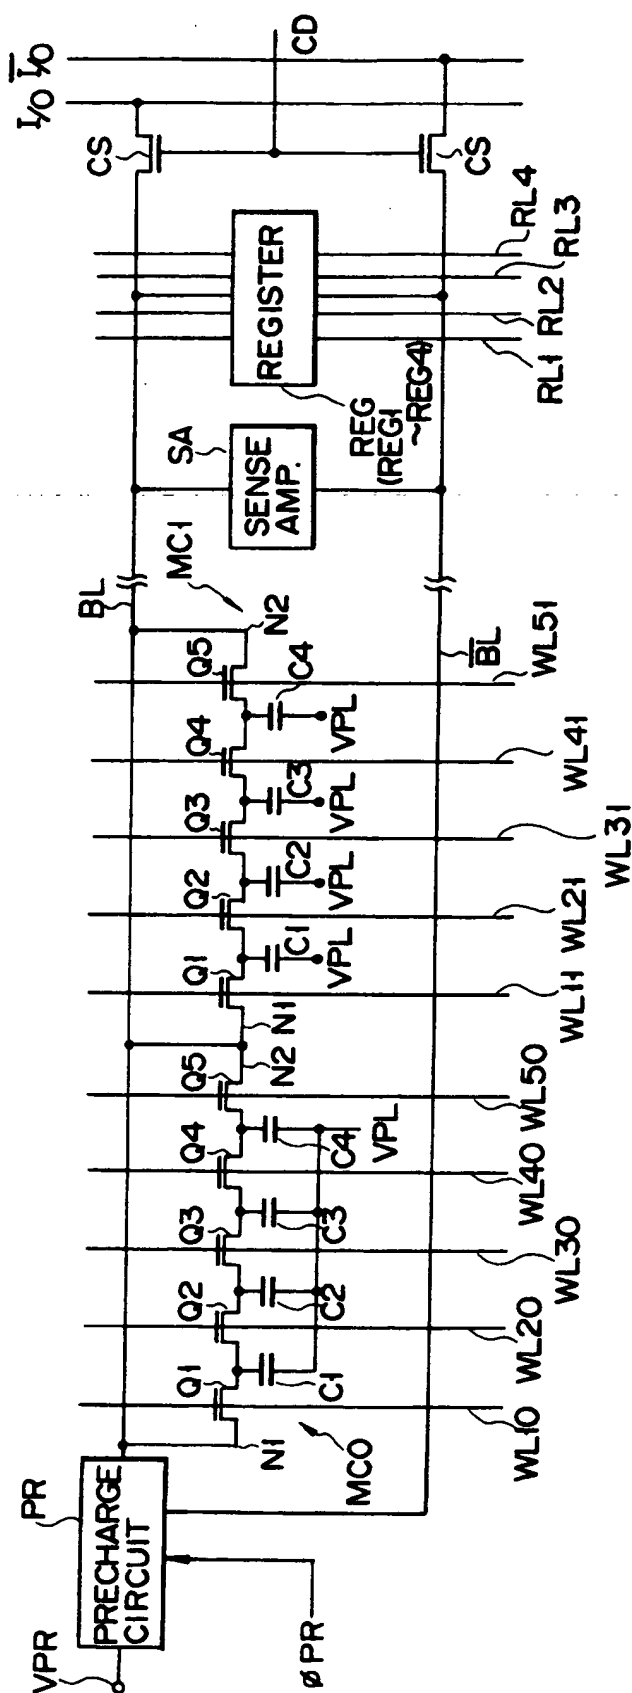 VPR
PR
PRECHARGE
CIRCUIT
øPR
BL
B̅L̅
N1
Q1
Q2
Q3
Q4
Q5
N2
C1
C2
C3
C4
VPL
MC0
WL10
WL20
WL30
WL40
WL50
N1
Q1
Q2
Q3
Q4
Q5
N2
MC1
C1
C2
C3
C4
VPL
VPL
VPL
VPL
WL11
WL21
WL31
WL41
WL51
SA
SENSE
AMP.
REGISTER
REG
(REG1
~REG4)
RL1
RL2
RL3
RL4
CS
CS
CD
I/O
I̅/O